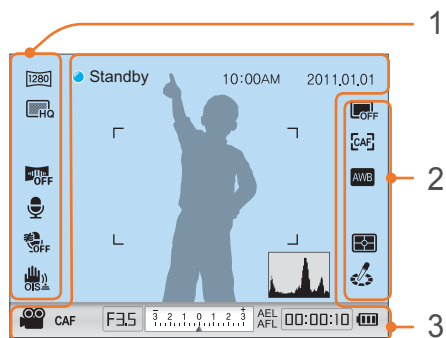 1
1280
Standby 10:00AM 2011.01.01
HQ
OFF
CAF
OFF
AWB
2
OFF
OIS
CAF F3.5 3 2 1 0 1 2 3 AEL AFL 00:00:10
3